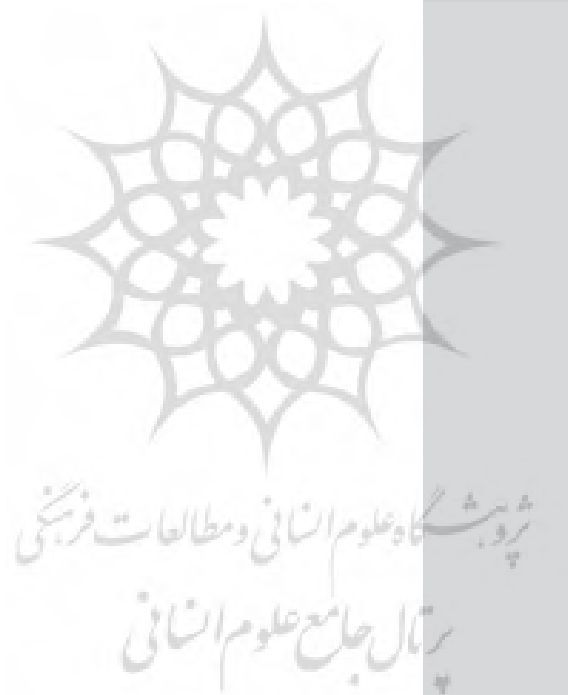 پژوهشگاه علوم انسانی و مطالعات فرهنگی
پرتال جامع علوم انسانی